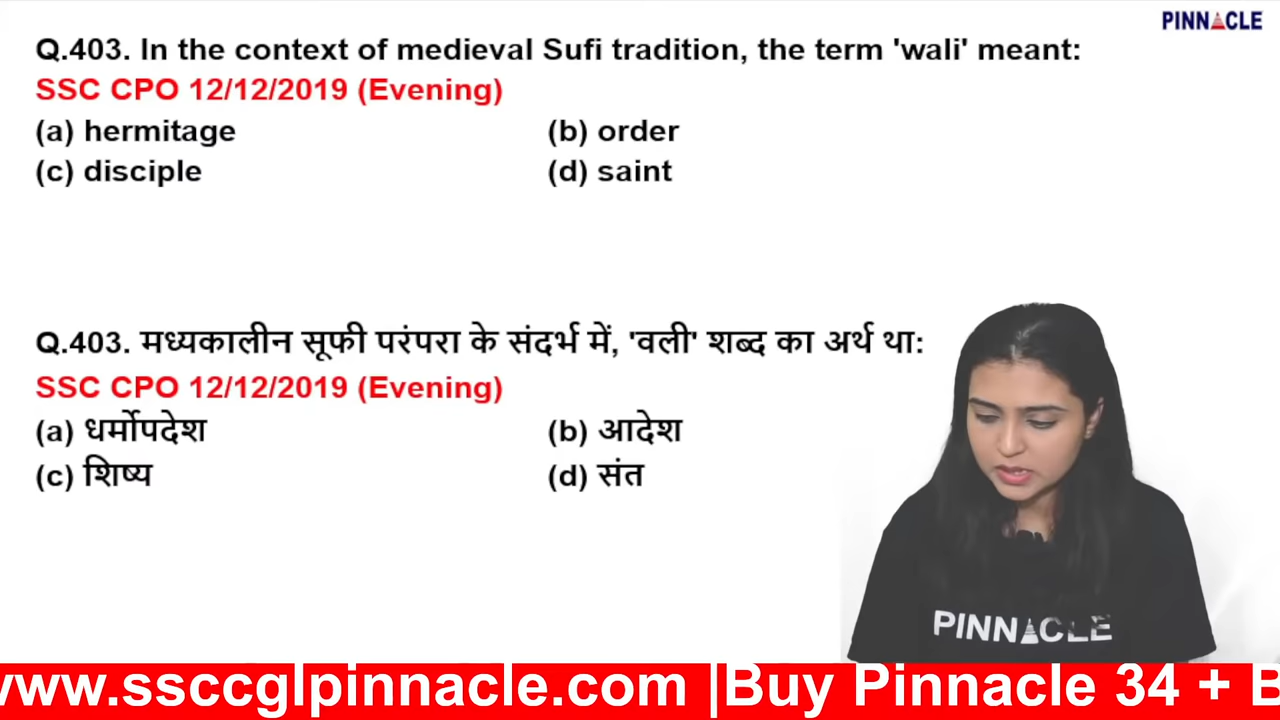 PINNACLE
Q.403. In the context of medieval Sufi tradition, the term 'wali' meant:
SSC CPO 12/12/2019 (Evening)
(a) hermitage (b) order
(c) disciple (d) saint
Q.403. मध्यकालीन सूफी परंपरा के संदर्भ में, 'वली' शब्द का अर्थ था:
SSC CPO 12/12/2019 (Evening)
(a) धर्मोपदेश (b) आदेश
(c) शिष्य (d) संत
PINNACLE
www.ssccglpinnacle.com |Buy Pinnacle 34 + B